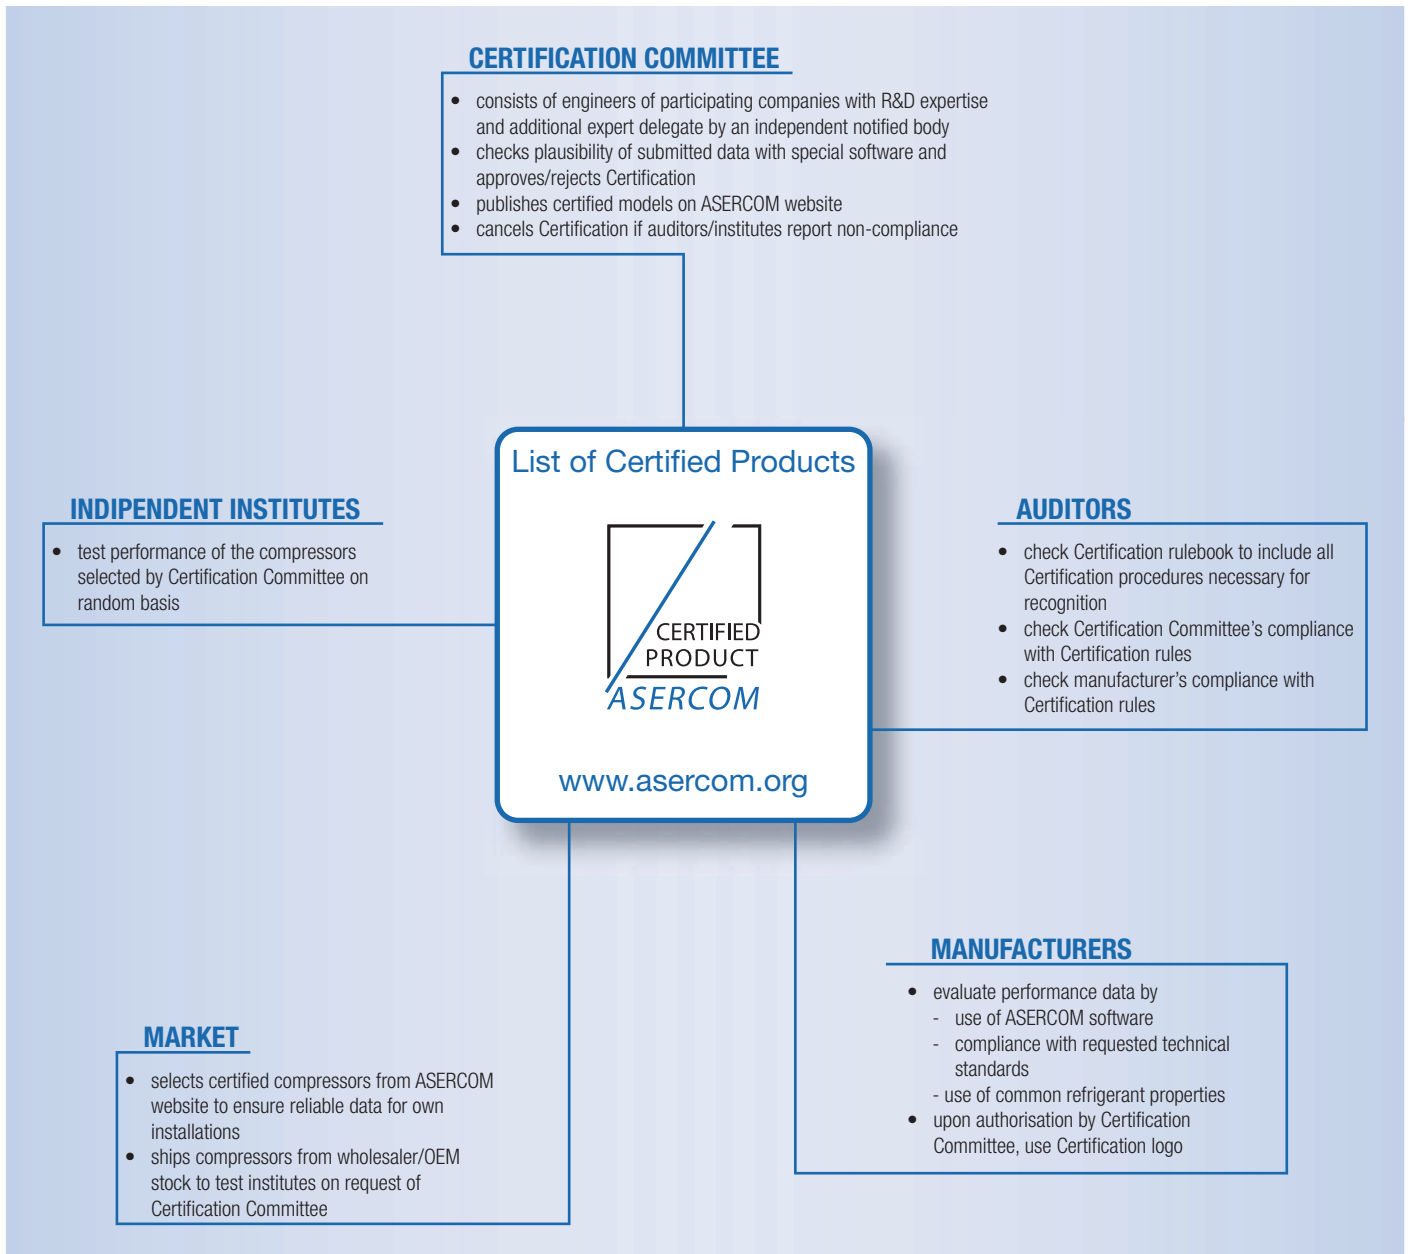 CERTIFICATION COMMITTEE
• consists of engineers of participating companies with R&D expertise
and additional expert delegate by an independent notified body
• checks plausibility of submitted data with special software and
approves/rejects Certification
• publishes certified models on ASERCOM website
• cancels Certification if auditors/institutes report non-compliance
List of Certified Products
CERTIFIED
PRODUCT
ASERCOM
www.asercom.org
INDIPENDENT INSTITUTES
• test performance of the compressors
selected by Certification Committee on
random basis
AUDITORS
• check Certification rulebook to include all
Certification procedures necessary for
recognition
• check Certification Committee’s compliance
with Certification rules
• check manufacturer’s compliance with
Certification rules
MANUFACTURERS
• evaluate performance data by
- use of ASERCOM software
- compliance with requested technical
standards
- use of common refrigerant properties
• upon authorisation by Certification
Committee, use Certification logo
MARKET
• selects certified compressors from ASERCOM
website to ensure reliable data for own
installations
• ships compressors from wholesaler/OEM
stock to test institutes on request of
Certification Committee